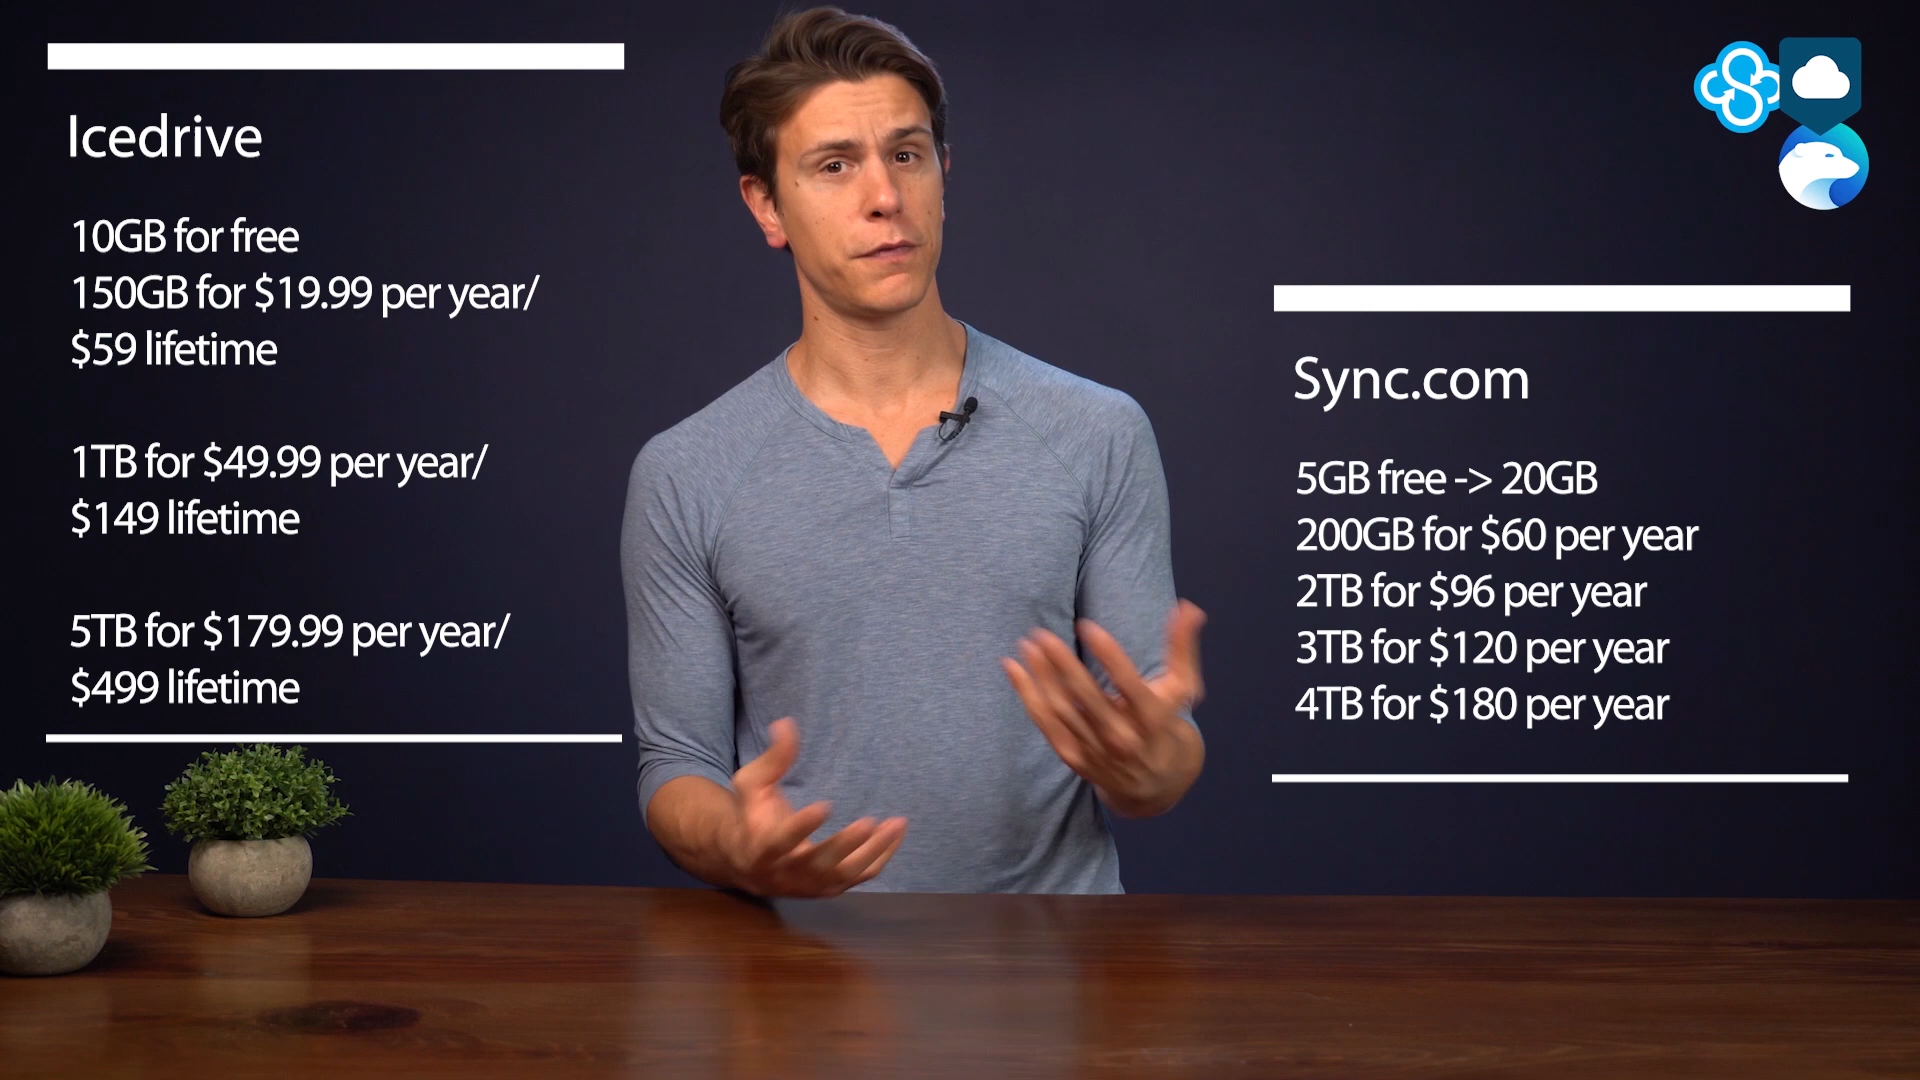 Icedrive
10GB for free
150GB for $19.99 per year/
$59 lifetime
1TB for $49.99 per year/
$149 lifetime
5TB for $179.99 per year/
$499 lifetime
Sync.com
5GB free -> 20GB
200GB for $60 per year
2TB for $96 per year
3TB for $120 per year
4TB for $180 per year